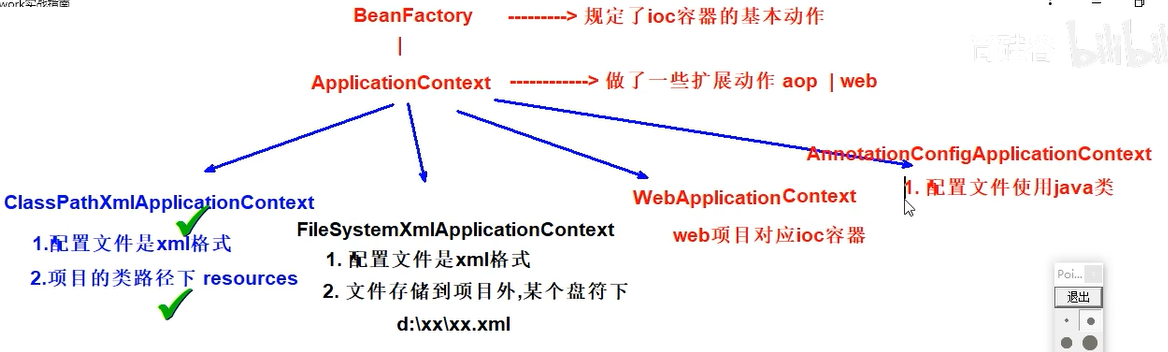 work实战指南
BeanFactory ---------> 规定了ioc容器的基本动作
|
ApplicationContext ------------> 做了一些扩展动作 aop | web
AnnotationConfigApplicationContext
1. 配置文件使用java类
ClassPathXmlApplicationContext
1.配置文件是xml格式
2.项目的类路径下 resources
FileSystemXmlApplicationContext
1. 配置文件是xml格式
2. 文件存储到项目外,某个盘符下
d:\xx\xx.xml
WebApplicationContext
web项目对应ioc容器
尚硅谷 bilibili
Poi...
退出